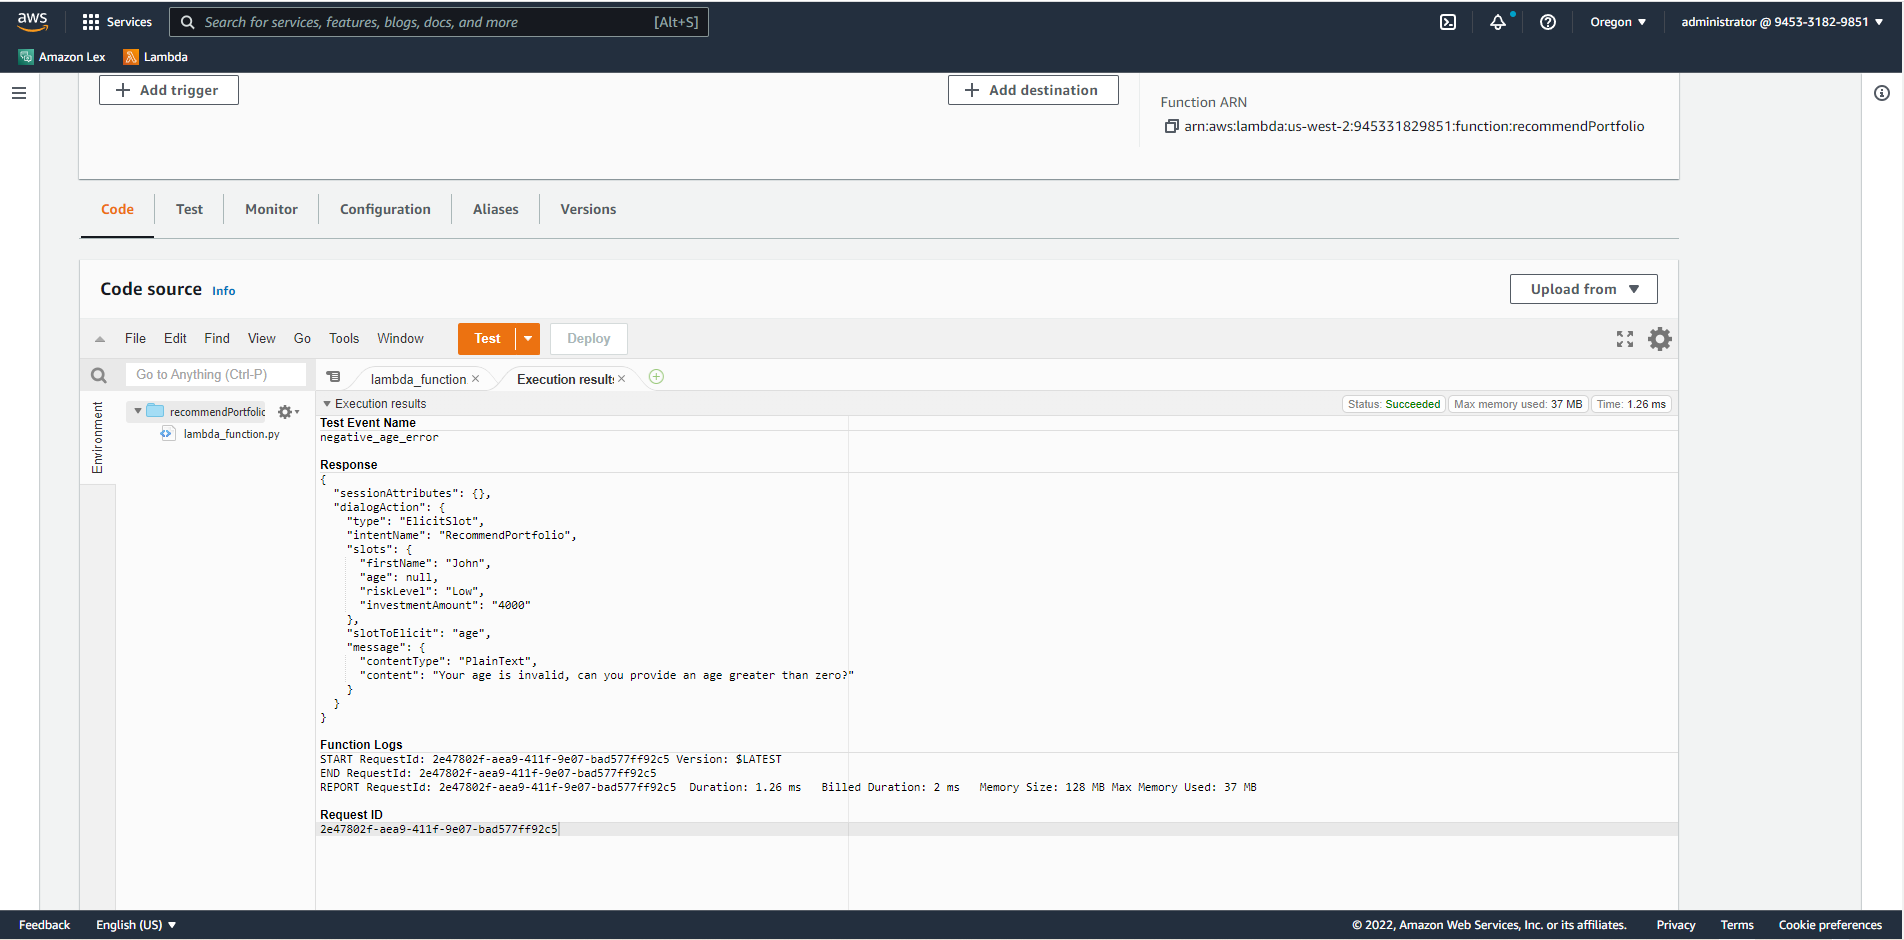 aws
Services
Search for services, features, blogs, docs, and more [Alt+S]
Oregon
administrator @ 9453-3182-9851
Amazon Lex
Lambda
Add trigger
Add destination
Function ARN
arn:aws:lambda:us-west-2:945331829851:function:recommendPortfolio
Code
Test
Monitor
Configuration
Aliases
Versions
Code source Info
Upload from
File Edit Find View Go Tools Window
Test
Deploy
Go to Anything (Ctrl-P)
lambda_function
Execution results
Environment
recommendPortfolio
lambda_function.py
Execution results
Status: Succeeded
Max memory used: 37 MB
Time: 1.26 ms
Test Event Name
negative_age_error
Response
{
"sessionAttributes": {},
"dialogAction": {
"type": "ElicitSlot",
"intentName": "RecommendPortfolio",
"slots": {
"firstName": "John",
"age": null,
"riskLevel": "Low",
"investmentAmount": "4000"
},
"slotToElicit": "age",
"message": {
"contentType": "PlainText",
"content": "Your age is invalid, can you provide an age greater than zero?"
}
}
}
Function Logs
START RequestId: 2e47802f-aea9-411f-9e07-bad577ff92c5 Version: $LATEST
END RequestId: 2e47802f-aea9-411f-9e07-bad577ff92c5
REPORT RequestId: 2e47802f-aea9-411f-9e07-bad577ff92c5 Duration: 1.26 ms Billed Duration: 2 ms Memory Size: 128 MB Max Memory Used: 37 MB
Request ID
2e47802f-aea9-411f-9e07-bad577ff92c5
Feedback
English (US)
© 2022, Amazon Web Services, Inc. or its affiliates.
Privacy
Terms
Cookie preferences